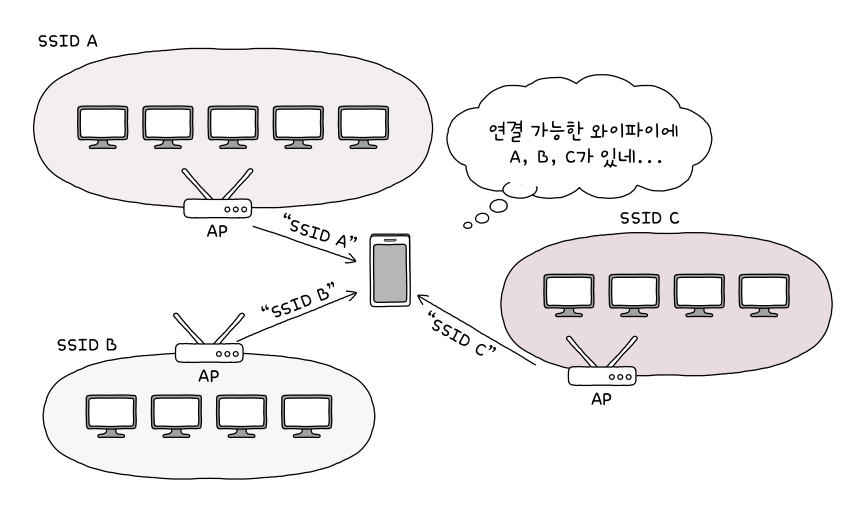 SSID A
연결 가능한 와이파이에
A, B, C가 있네...
AP
"SSID A"
SSID C
"SSID B"
"SSID C"
SSID B
AP
AP